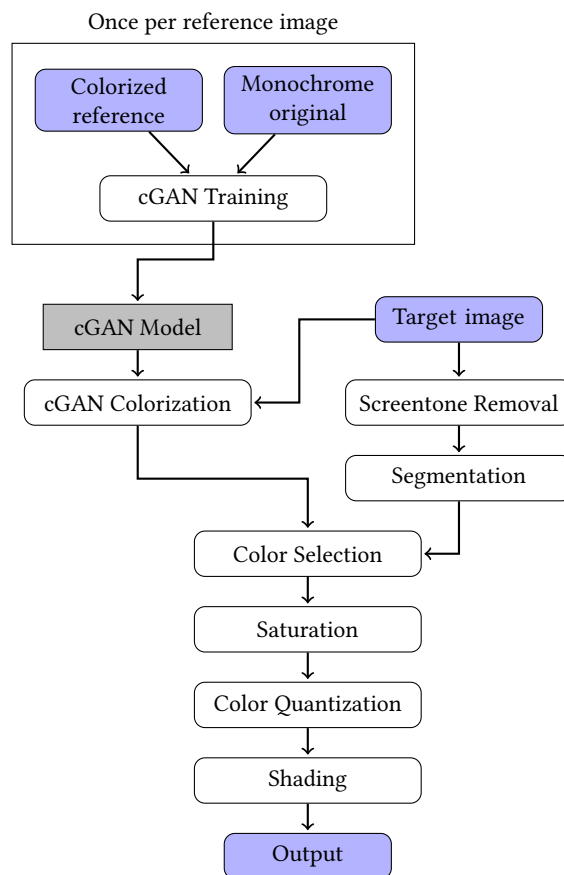 Once per reference image
Colorized
reference
Monochrome
original
cGAN Training
cGAN Model
Target image
cGAN Colorization
Screentone Removal
Segmentation
Color Selection
Saturation
Color Quantization
Shading
Output